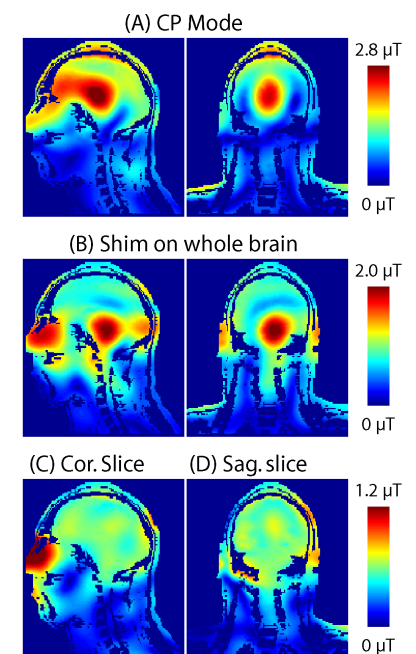 (A) CP Mode
2.8 µT
0 µT
(B) Shim on whole brain
2.0 µT
0 µT
(C) Cor. Slice
(D) Sag. slice
1.2 µT
0 µT